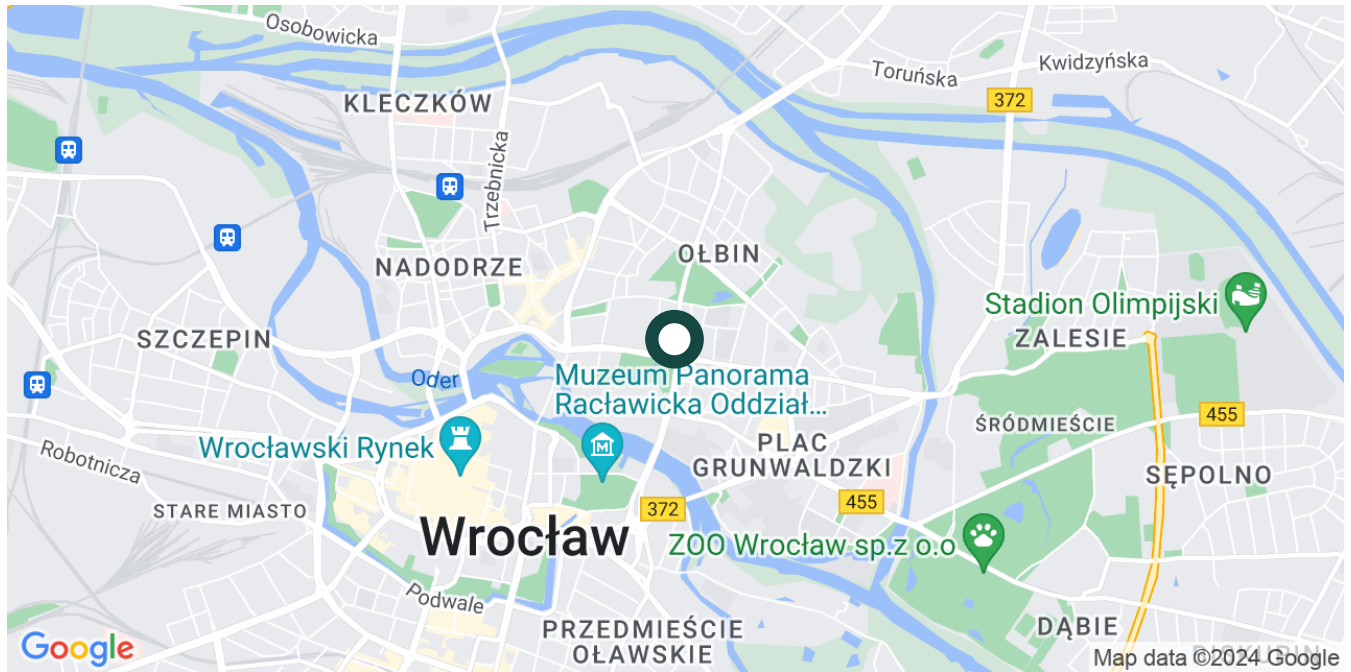 Osobowicka
Toruńska
Kwidzyńska
KLECZKÓW
372
Trzebnicka
OŁBIN
NADODRZE
Stadion Olimpijski
ZALESIE
SZCZEPIN
Oder
Muzeum Panorama
Racławicka Oddział...
455
ŚRÓDMIEŚCIE
Wrocławski Rynek
M
PLAC
GRUNWALDZKI
Robotnicza
SĘPOLNO
STARE MIASTO
372
455
Wrocław
ZOO Wrocław sp.z o.o
Podwale
PRZEDMIEŚCIE
OŁAWSKIE
DĄBIE
Google
Map data ©2024 Google